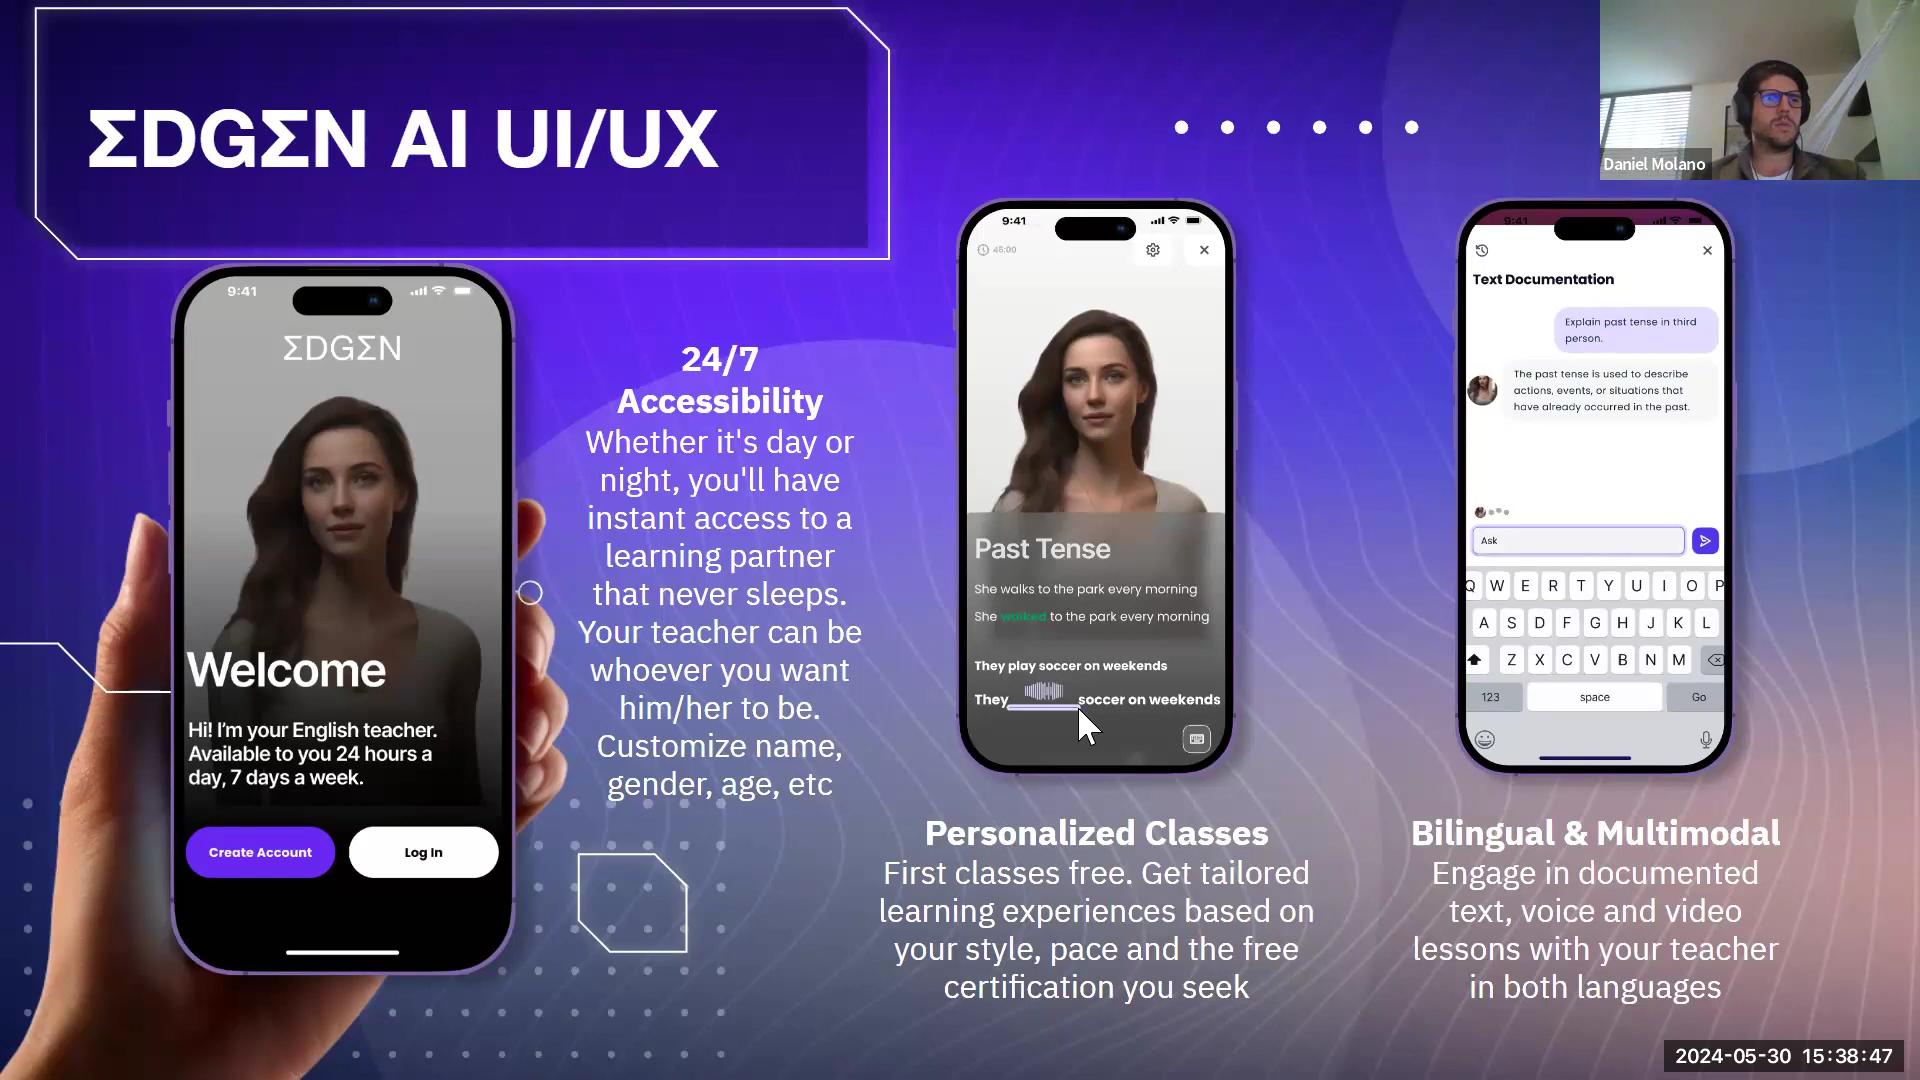 ΣDGΣN AI UI/UX
Daniel Molano
9:41
ΣDGΣN
Welcome
Hi! I'm your English teacher.
Available to you 24 hours a
day, 7 days a week.
Create Account
Log In
24/7
Accessibility
Whether it's day or
night, you'll have
instant access to a
learning partner
that never sleeps.
Your teacher can be
whoever you want
him/her to be.
Customize name,
gender, age, etc
9:41
45:00
Past Tense
She walks to the park every morning
She walked to the park every morning
They play soccer on weekends
They soccer on weekends
Personalized Classes
First classes free. Get tailored
learning experiences based on
your style, pace and the free
certification you seek
9:41
Text Documentation
Explain past tense in third
person.
The past tense is used to describe
actions, events, or situations that
have already occurred in the past.
Ask
Q W E R T Y U I O P
A S D F G H J K L
Z X C V B N M
123 space Go
Bilingual & Multimodal
Engage in documented
text, voice and video
lessons with your teacher
in both languages
2024-05-30 15:38:47